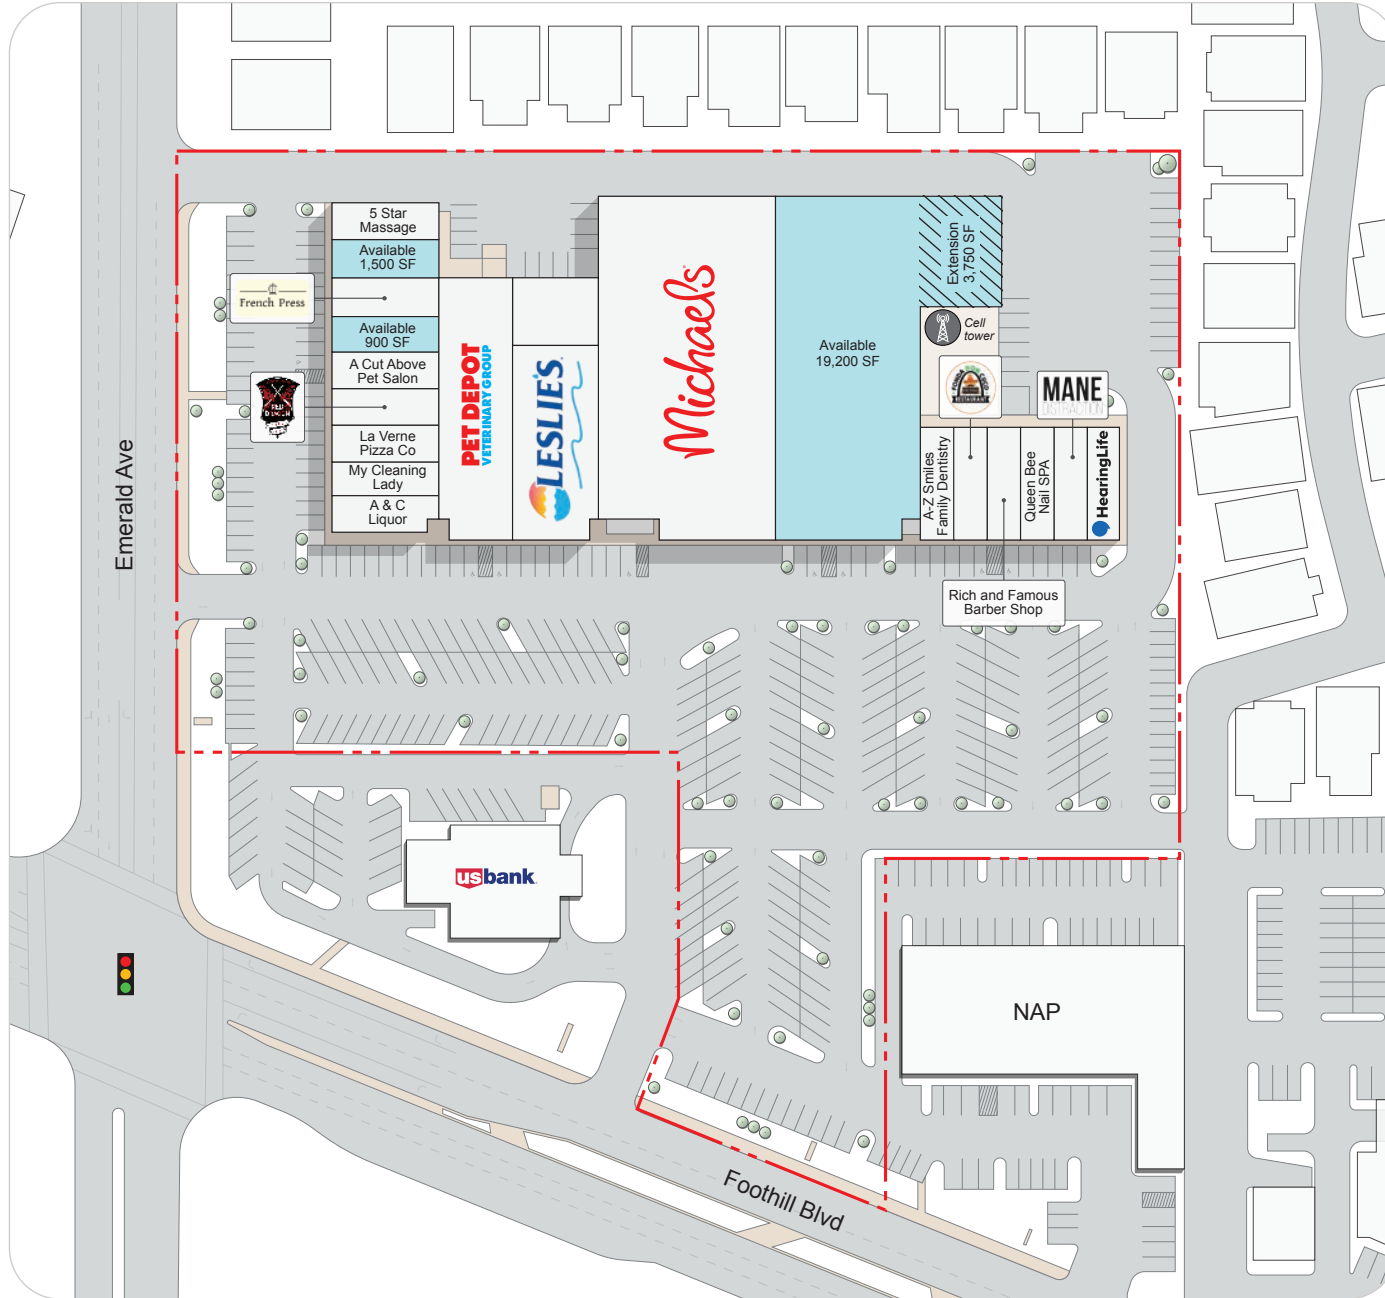 5 Star
Massage
Available
1,500 SF
French Press
Available
900 SF
A Cut Above
Pet Salon
La Verne
Pizza Co
My Cleaning
Lady
A & C
Liquor
PET DEPOT
VETERINARY GROUP
LESLIE'S
Michaels
Available
19,200 SF
Extension
3,750 SF
Cell
tower
MANE
DISTRACTION
A-Z Smiles
Family Dentistry
Queen Bee
Nail SPA
HearingLife
Rich and Famous
Barber Shop
Emerald Ave
usbank
NAP
Foothill Blvd